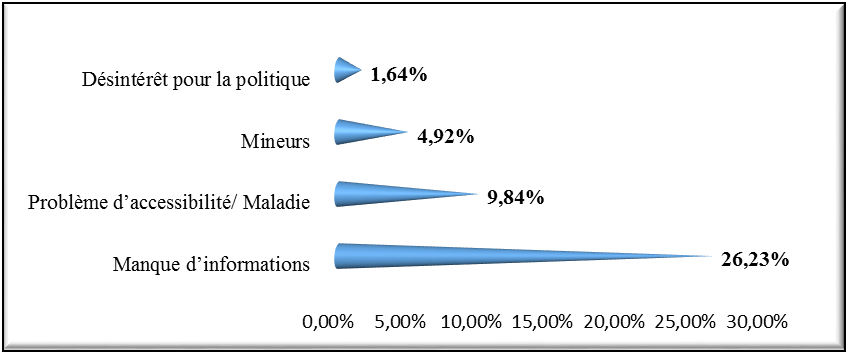 Désintérêt pour la politique 1,64%
Mineurs 4,92%
Problème d’accessibilité/ Maladie 9,84%
Manque d’informations 26,23%
0,00% 5,00% 10,00% 15,00% 20,00% 25,00% 30,00%